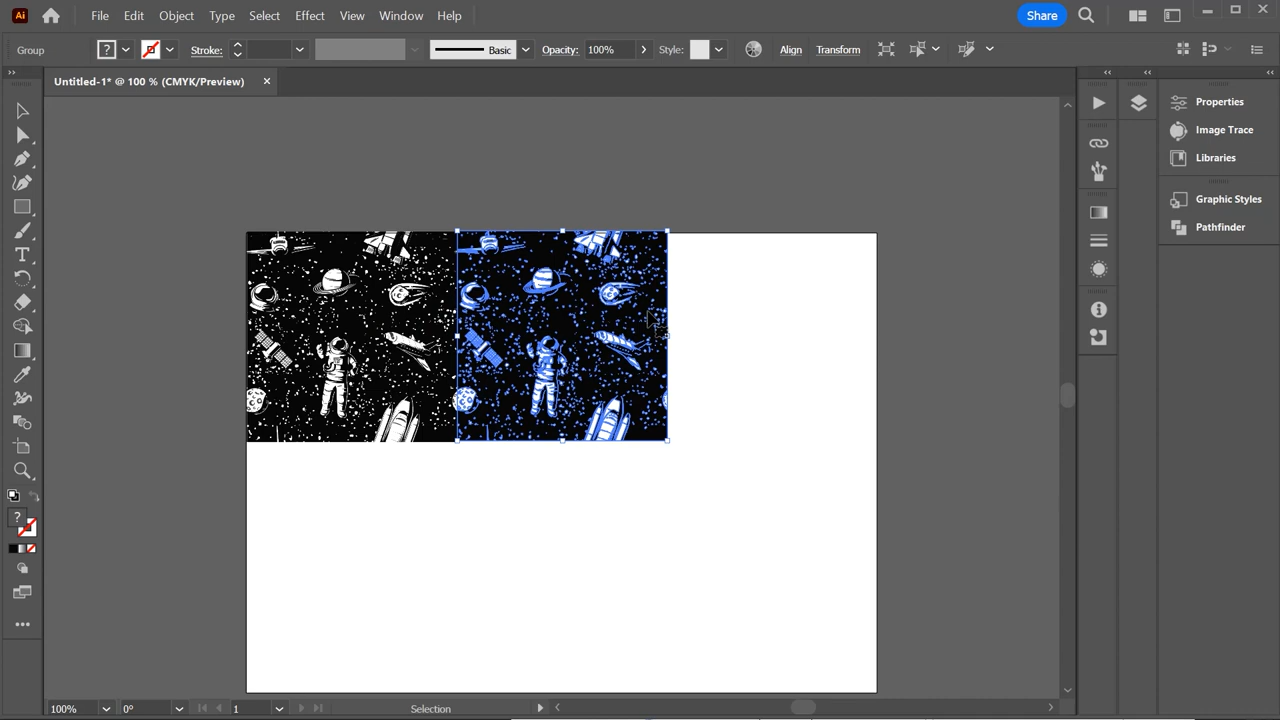 Ai File Edit Object Type Select Effect View Window Help Share
Group ? Stroke: Basic Opacity: 100% Style: Align Transform
Untitled-1* @ 100 % (CMYK/Preview)
Properties
Image Trace
Libraries
Graphic Styles
Pathfinder
T
?
100% 0° 1 Selection